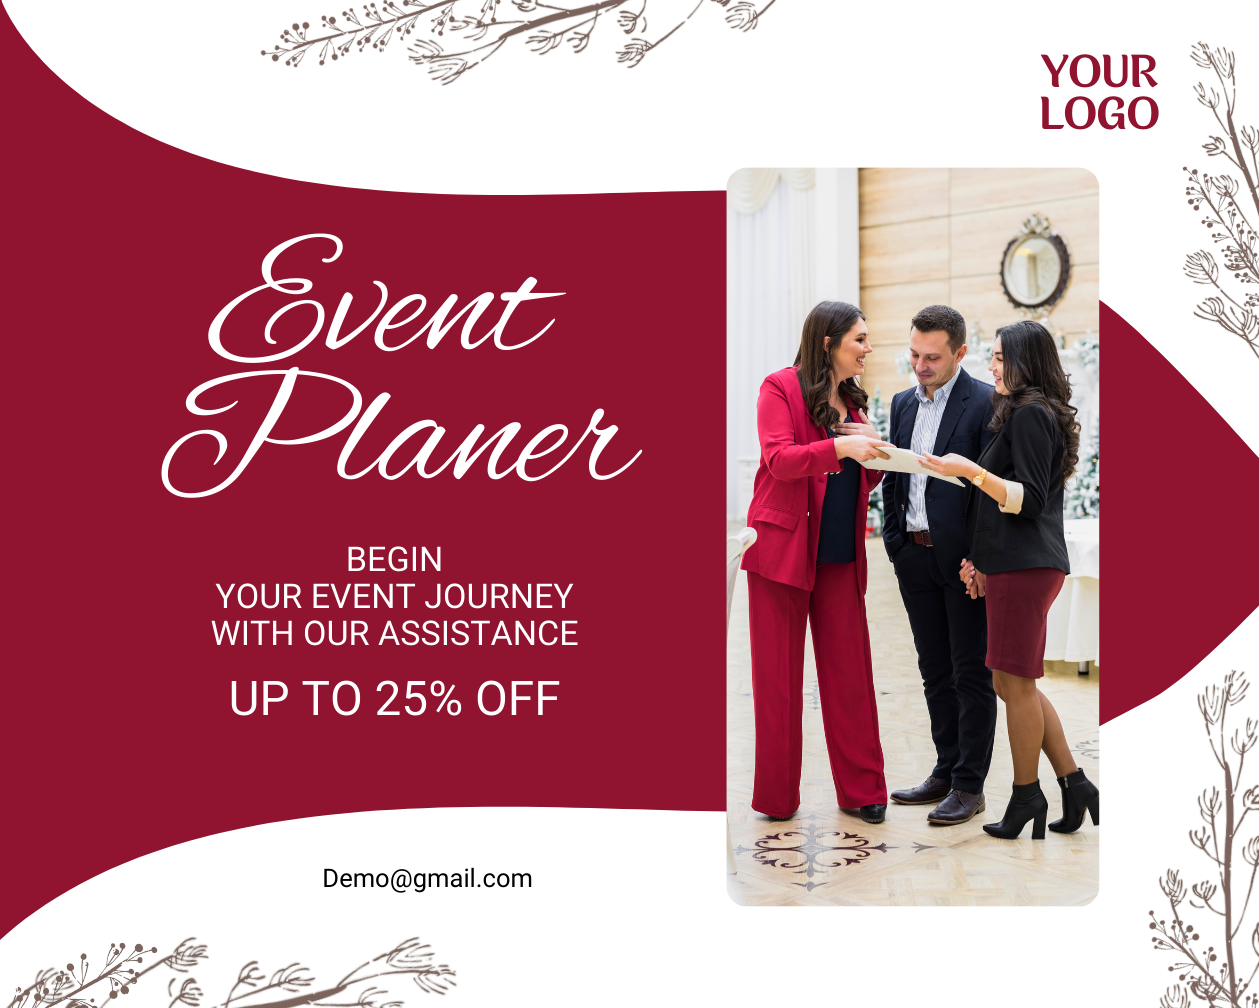 YOUR
LOGO
Event
Planer
BEGIN
YOUR EVENT JOURNEY
WITH OUR ASSISTANCE
UP TO 25% OFF
Demo@gmail.com